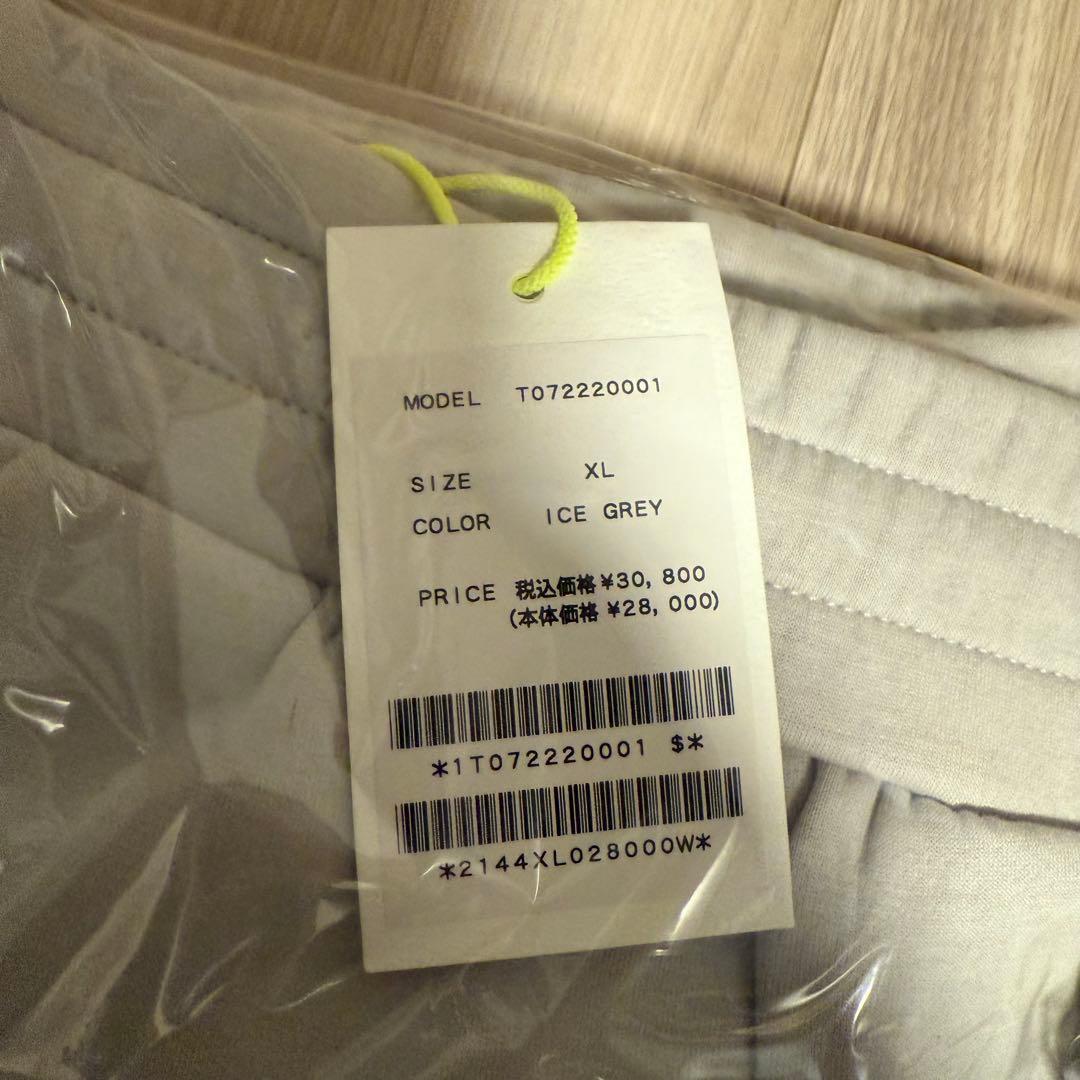 MODEL T072220001
SIZE XL
COLOR ICE GREY
PRICE 税込価格 ¥30,800
(本体価格 ¥28,000)
*1T072220001 $*
*2144XL028000W*